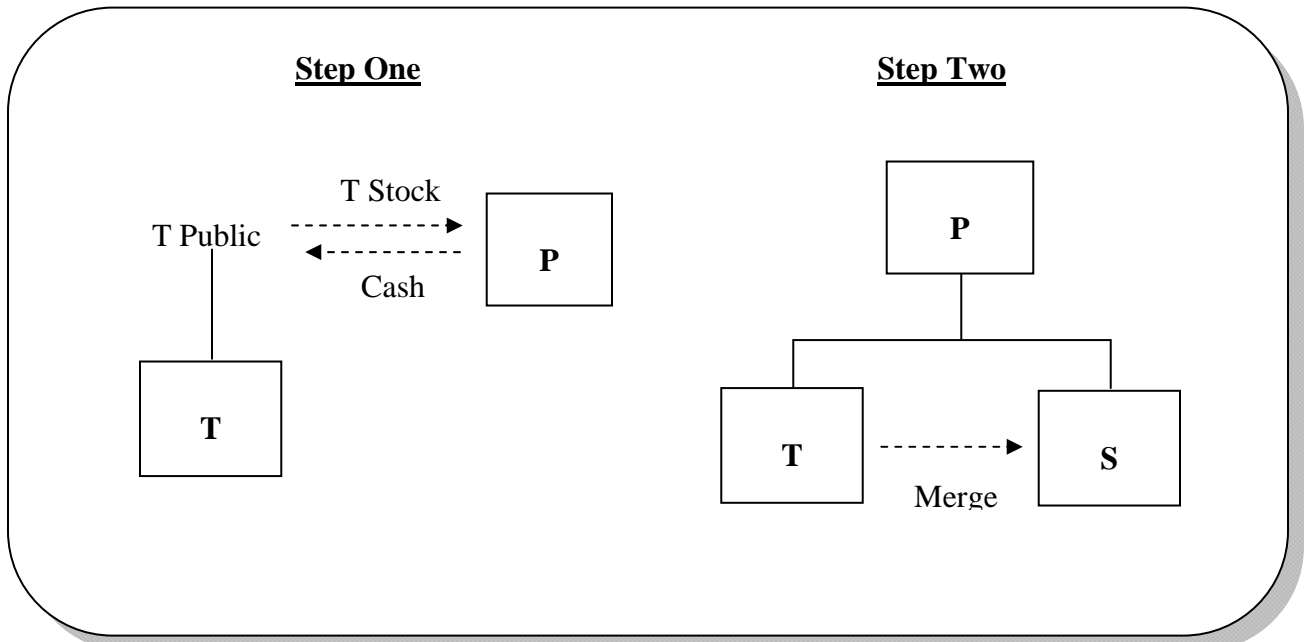 Step One
Step Two
T Stock
T Public
Cash
P
T
P
T
S
Merge